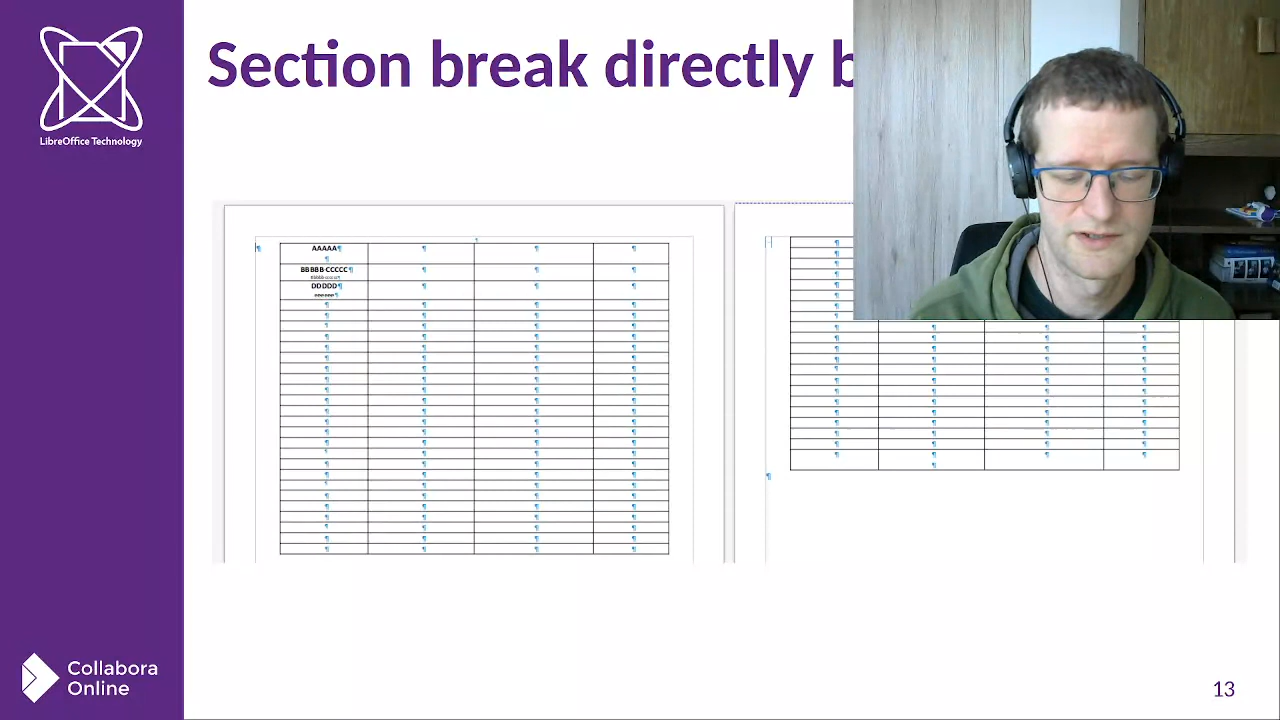 LibreOffice Technology
Section break directly b
AAAAA¶
BBBBB·CCCCC¶
DDDDD¶
Collabora
Online
13